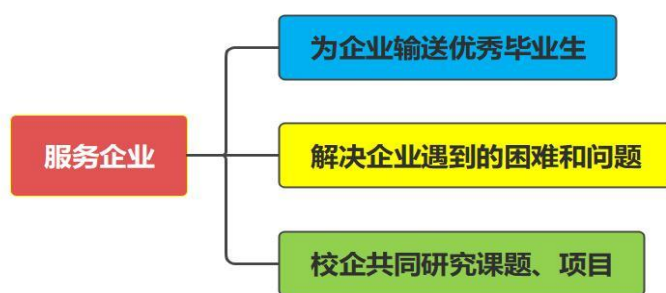 服务企业
为企业输送优秀毕业生
解决企业遇到的困难和问题
校企共同研究课题、项目